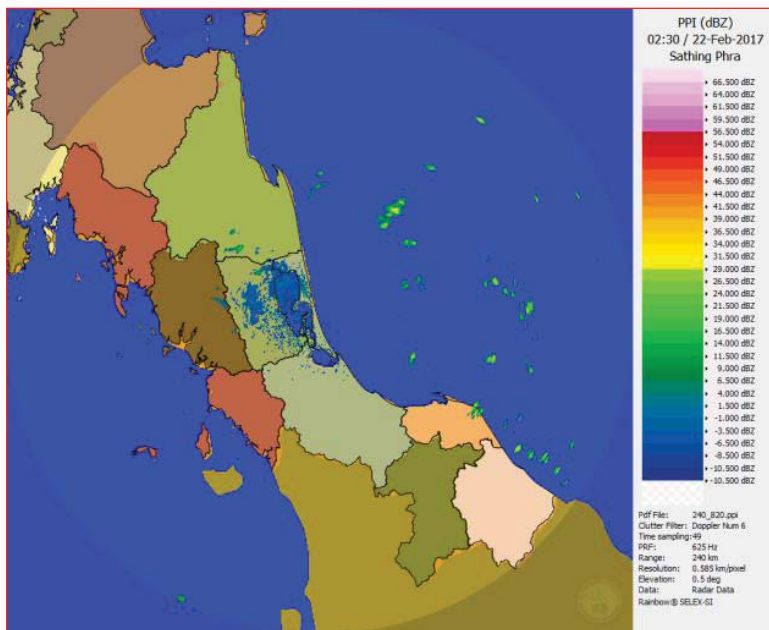 PPI (dBZ)
02:30 / 22-Feb-2017
Sathing Phra
66.500 dBZ
64.000 dBZ
61.500 dBZ
59.500 dBZ
56.500 dBZ
54.000 dBZ
51.500 dBZ
49.000 dBZ
46.500 dBZ
44.000 dBZ
41.500 dBZ
39.000 dBZ
36.500 dBZ
34.000 dBZ
31.500 dBZ
29.000 dBZ
26.500 dBZ
24.000 dBZ
21.500 dBZ
19.000 dBZ
16.500 dBZ
14.000 dBZ
11.500 dBZ
9.000 dBZ
6.500 dBZ
4.000 dBZ
1.500 dBZ
-1.000 dBZ
-3.500 dBZ
-6.000 dBZ
-8.500 dBZ
-10.500 dBZ
Pdf File: 240_820.ppi
Clutter Filter: Doppler Num 6
Time sampling:49
PRF: 625 Hz
Range: 240 km
Resolution: 0.585 km/pixel
Elevation: 0.5 deg
Data: Radar Data
Rainbow® SELEX-SI